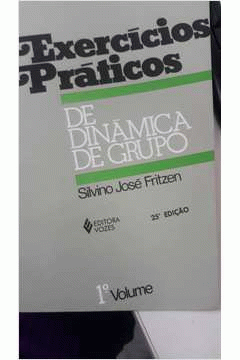 Exercícios
Práticos
DE
DINÂMICA
DE GRUPO
Silvino José Fritzen
EDITORA
VOZES
25ª EDIÇÃO
1º Volume